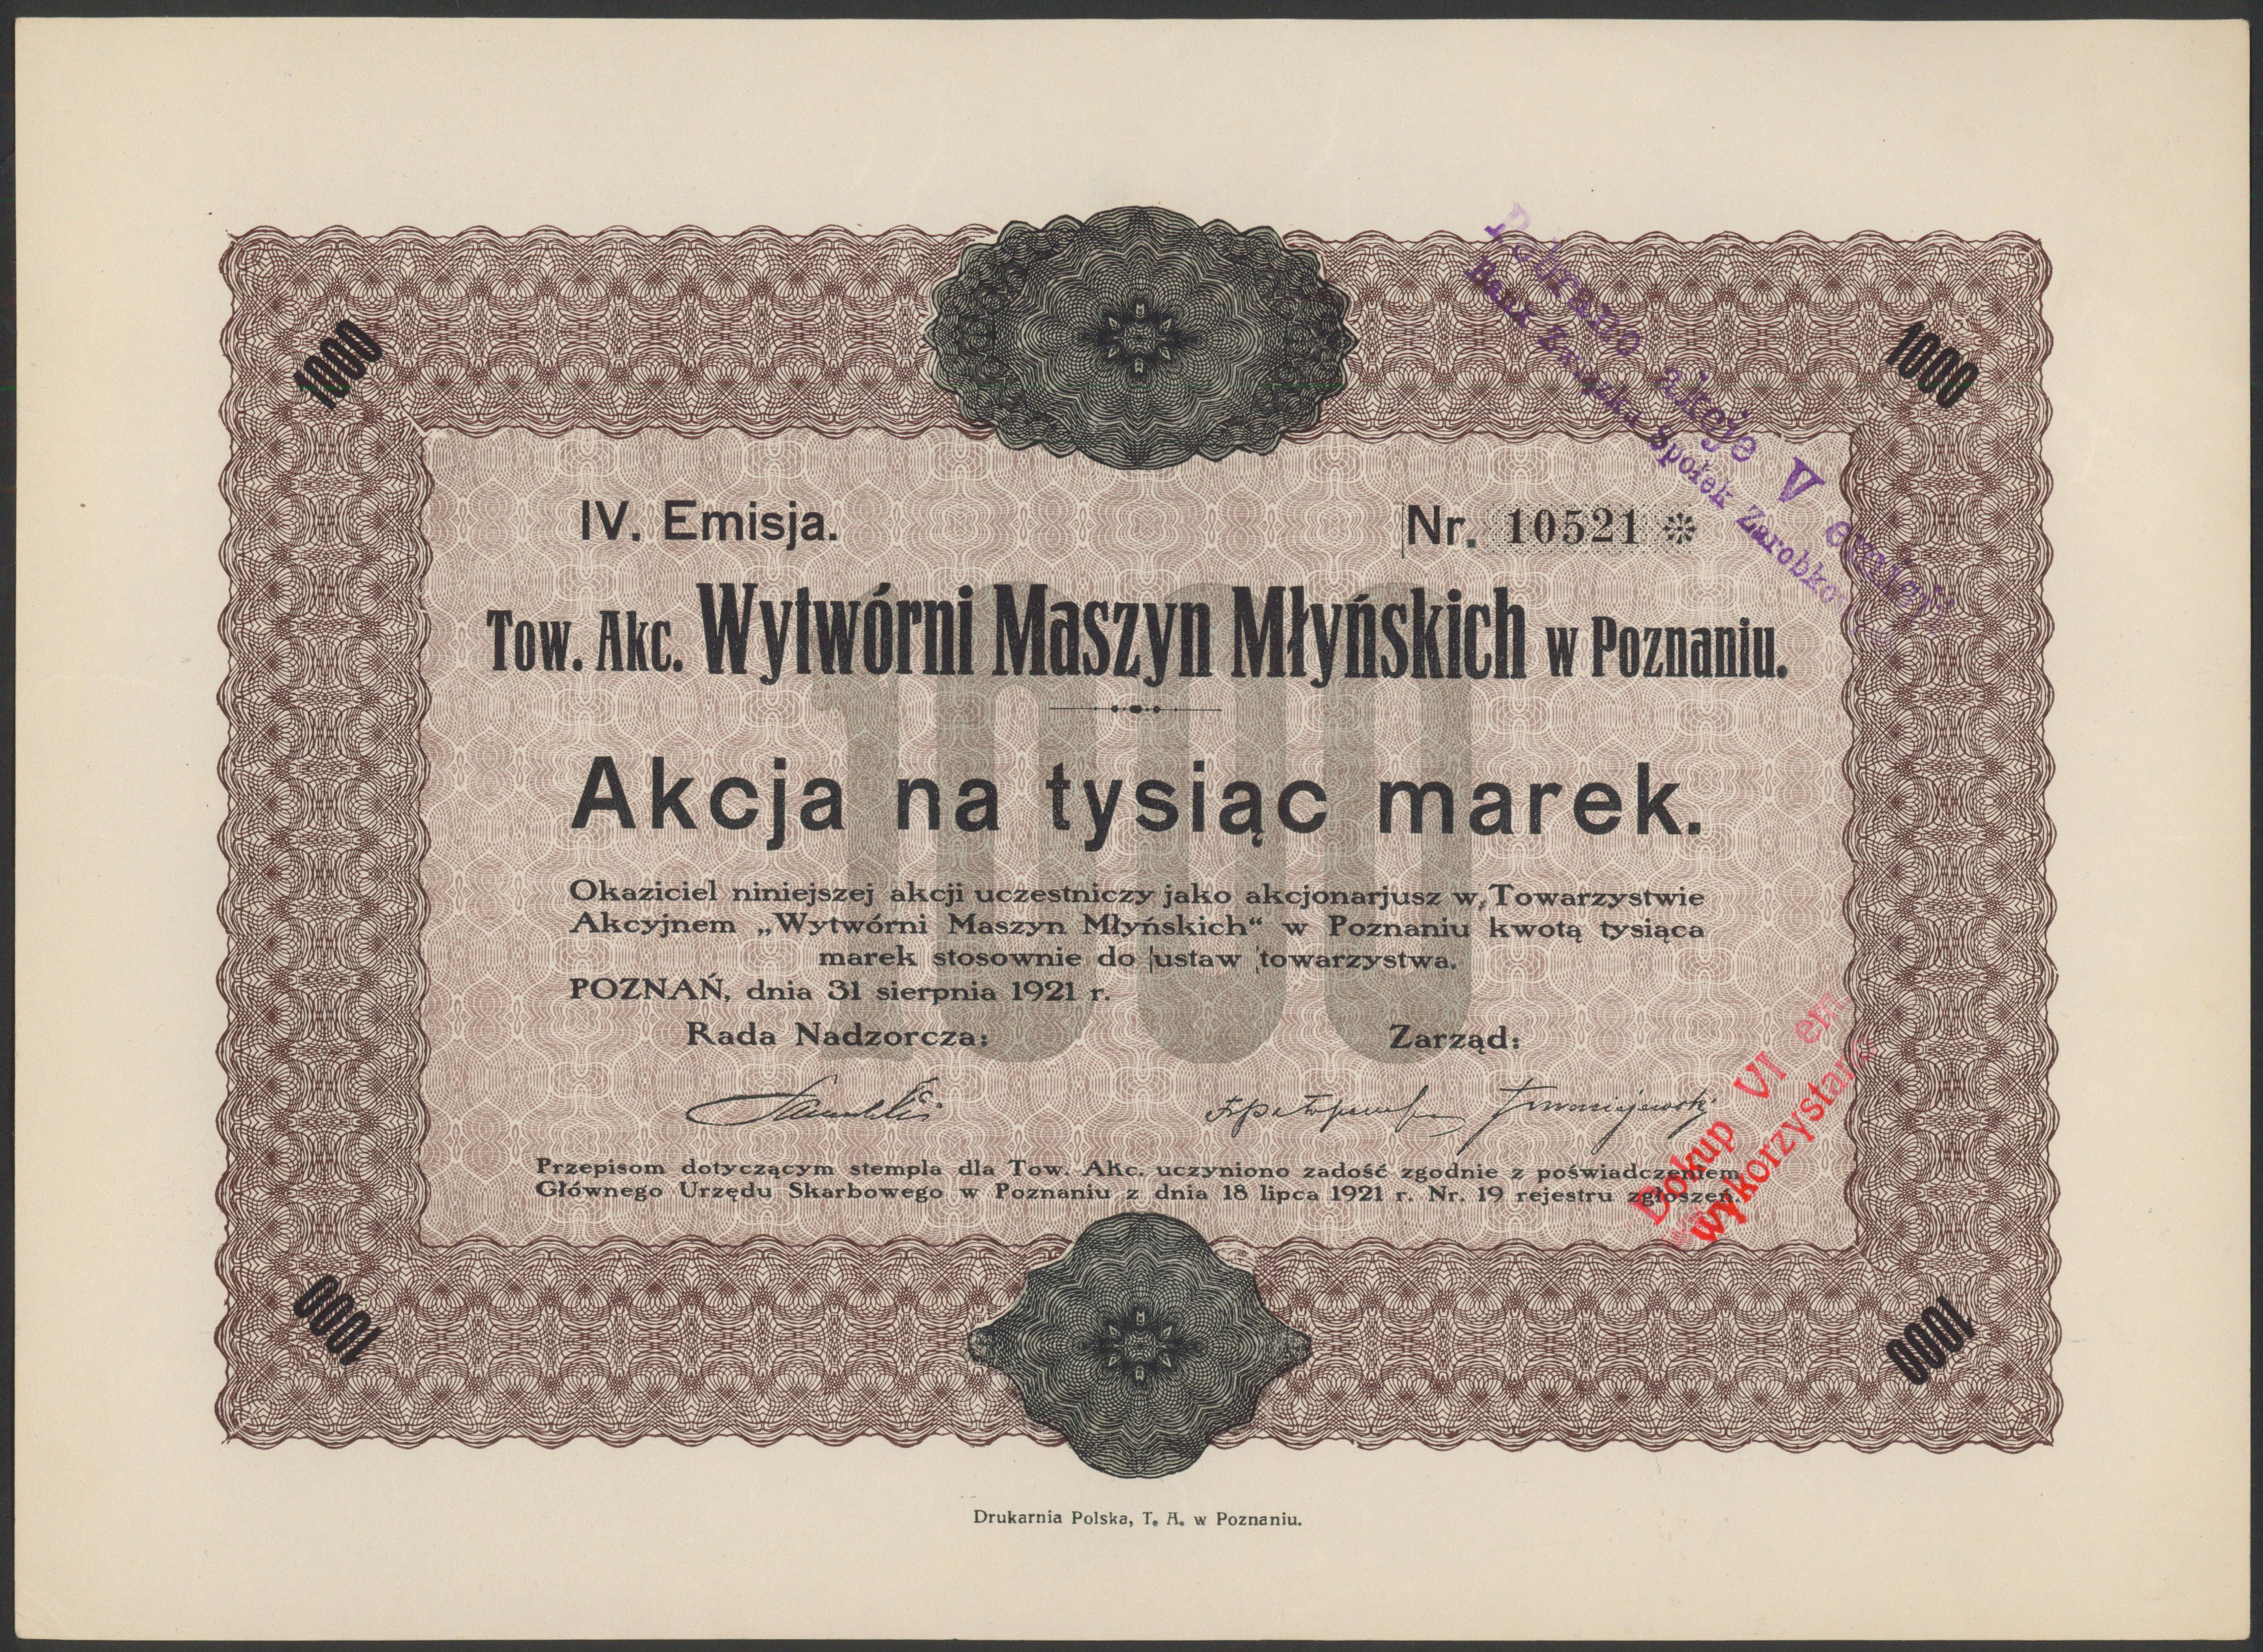 1000
1000
Pobrano akcje V emisji
Bank Związku Spółek Zarobkowych
IV. Emisja.
Nr. 10521 *
Tow. Akc. Wytwórni Maszyn Młyńskich w Poznaniu.
1000
Akcja na tysiąc marek.
Okaziciel niniejszej akcji uczestniczy jako akcjonarjusz w Towarzystwie
Akcyjnem „Wytwórni Maszyn Młyńskich“ w Poznaniu kwotą tysiąca
marek stosownie do ustaw towarzystwa.
POZNAŃ, dnia 31 sierpnia 1921 r.
Rada Nadzorcza:
Zarząd:
Dokup VI em
wykorzystano
Przepisom dotyczącym stempla dla Tow. Akc. uczyniono zadość zgodnie z poświadczeniem
Głównego Urzędu Skarbowego w Poznaniu z dnia 18 lipca 1921 r. Nr. 19 rejestru zgłoszeń.
1000
1000
Drukarnia Polska, T. A. w Poznaniu.